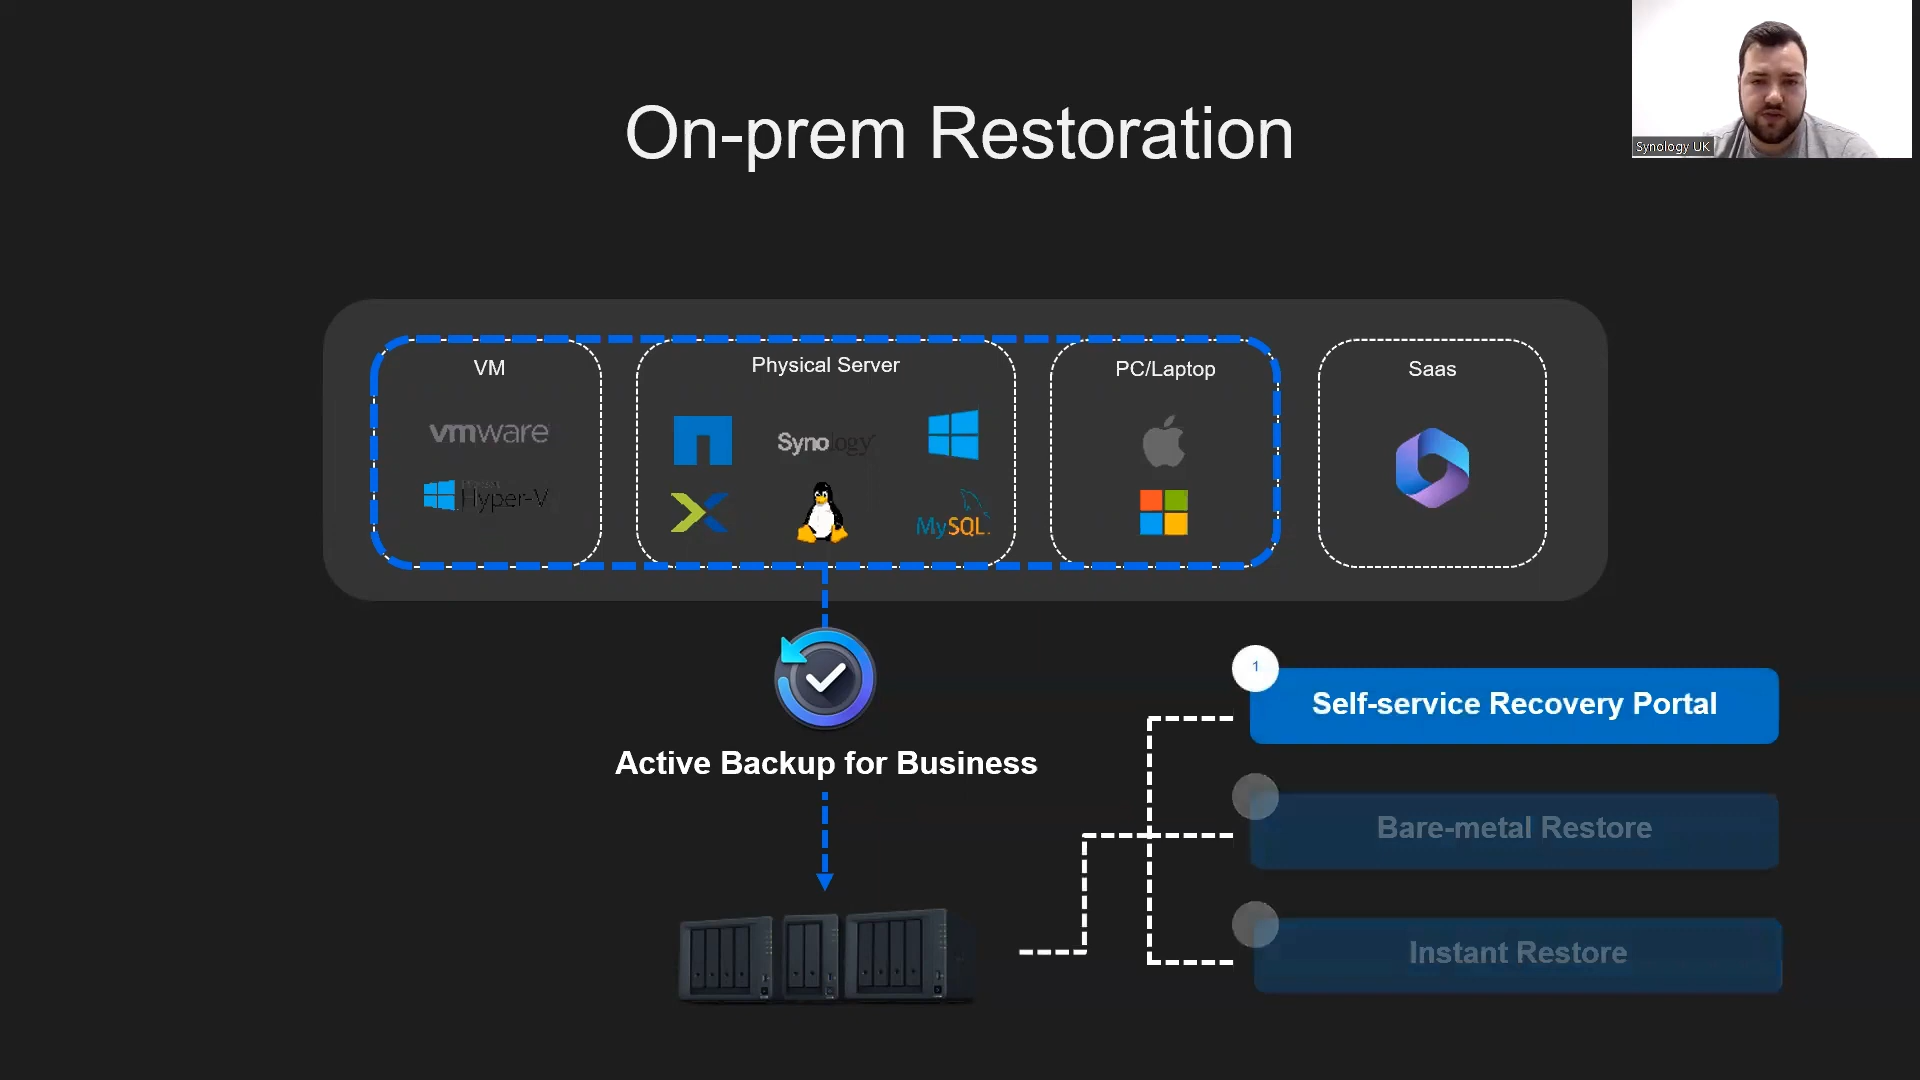 On-prem Restoration
Synology UK
VM
Physical Server
PC/Laptop
Saas
vmware
Synology
Hyper-V
MySQL
Active Backup for Business
1
Self-service Recovery Portal
Bare-metal Restore
Instant Restore